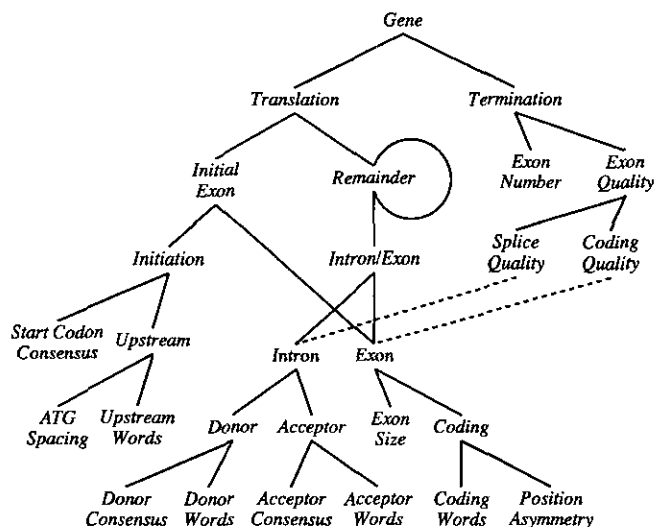 Gene
Translation
Termination
Initial
Exon
Remainder
Exon
Number
Exon
Quality
Initiation
Intron/Exon
Splice
Quality
Coding
Quality
Start Codon
Consensus
Upstream
Intron
Exon
ATG
Spacing
Upstream
Words
Donor
Acceptor
Exon
Size
Coding
Donor
Consensus
Donor
Words
Acceptor
Consensus
Acceptor
Words
Coding
Words
Position
Asymmetry